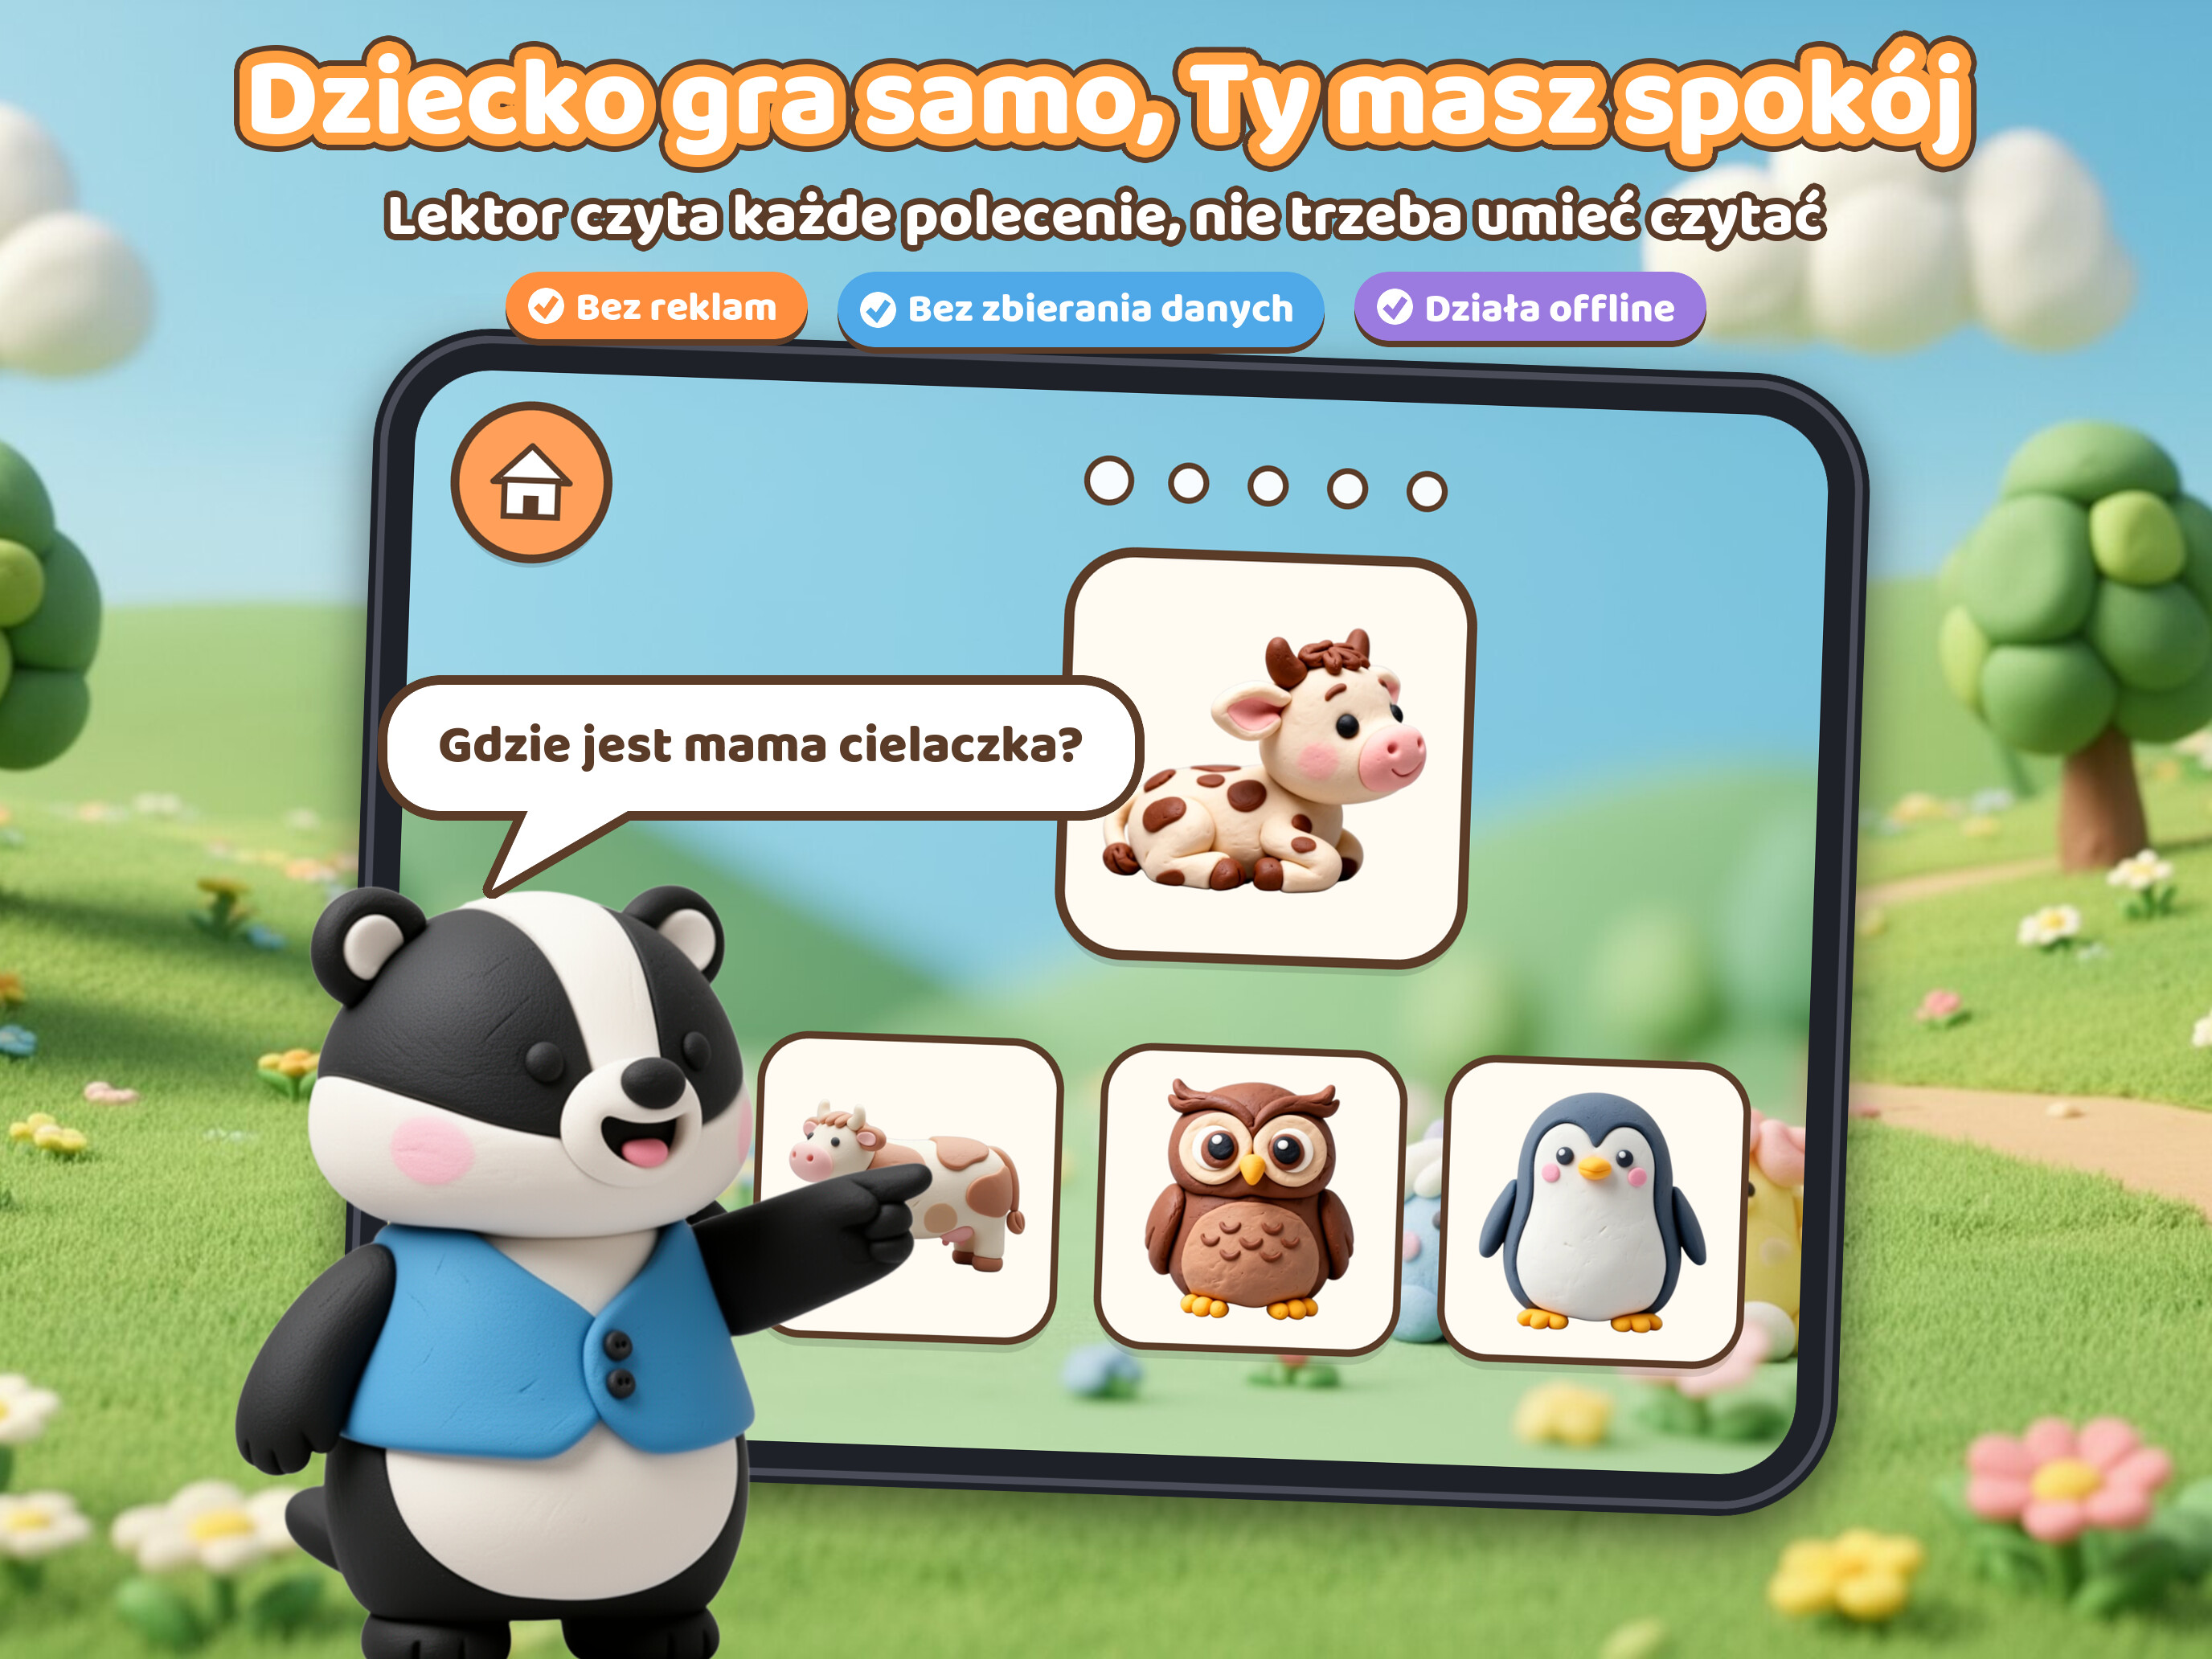 Dziecko gra samo, Ty masz spokój
Lektor czyta każde polecenie, nie trzeba umieć czytać
Bez reklam
Bez zbierania danych
Działa offline
Gdzie jest mama cielaczka?